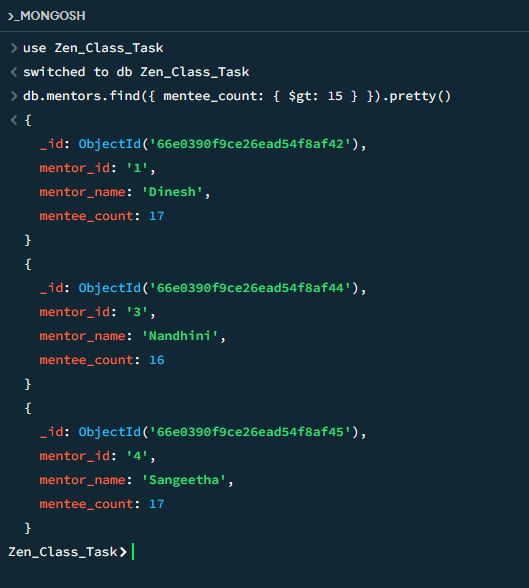 >_MONGOSH
> use Zen_Class_Task
< switched to db Zen_Class_Task
> db.mentors.find({ mentee_count: { $gt: 15 } }).pretty()
< {
_id: ObjectId('66e0390f9ce26ead54f8af42'),
mentor_id: '1',
mentor_name: 'Dinesh',
mentee_count: 17
}
{
_id: ObjectId('66e0390f9ce26ead54f8af44'),
mentor_id: '3',
mentor_name: 'Nandhini',
mentee_count: 16
}
{
_id: ObjectId('66e0390f9ce26ead54f8af45'),
mentor_id: '4',
mentor_name: 'Sangeetha',
mentee_count: 17
}
Zen_Class_Task>